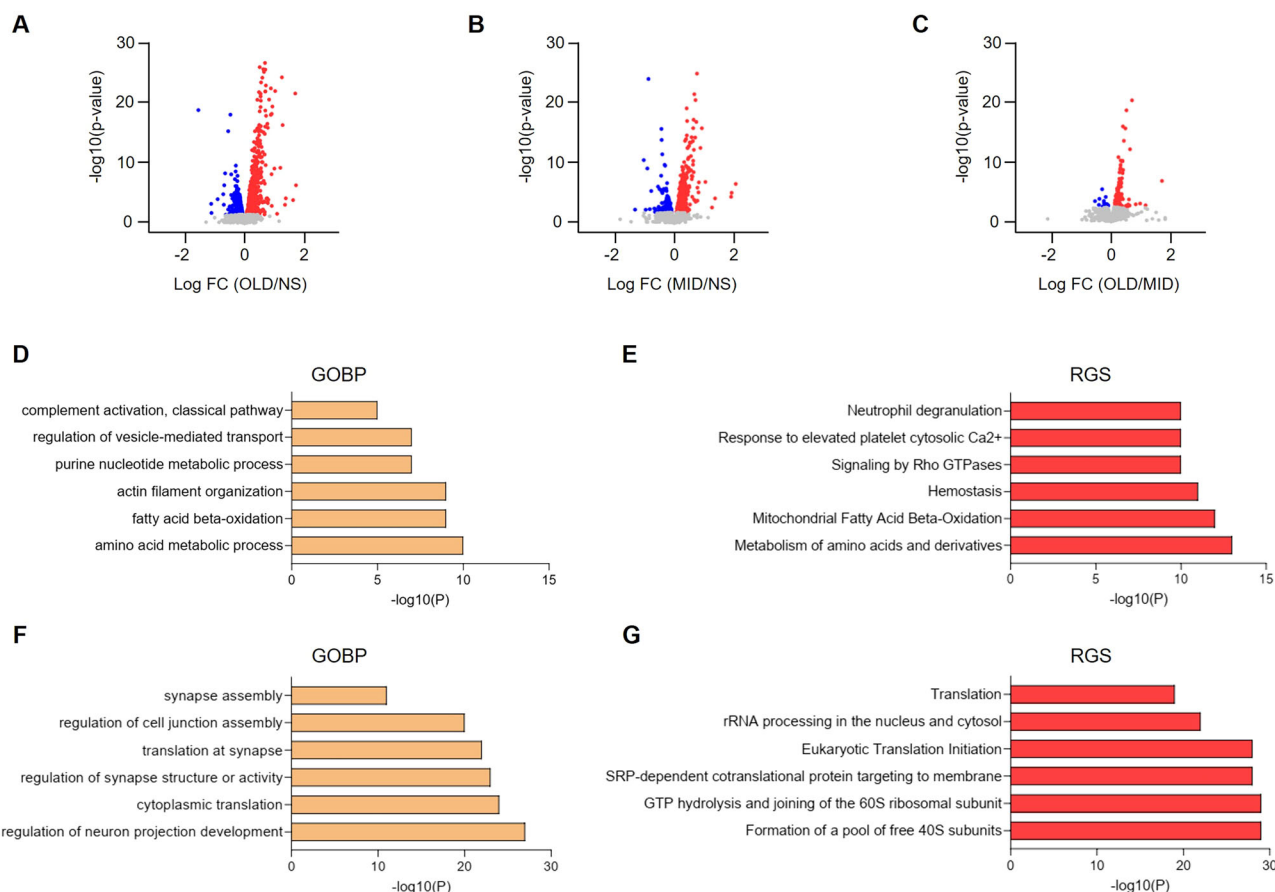 A
30
20
10
0
-log10(p-value)
-2 0 2
Log FC (OLD/NS)
B
30
20
10
0
-log10(p-value)
-2 0 2
Log FC (MID/NS)
C
30
20
10
0
-log10(p-value)
-2 0 2
Log FC (OLD/MID)
D
GOBP
complement activation, classical pathway
regulation of vesicle-mediated transport
purine nucleotide metabolic process
actin filament organization
fatty acid beta-oxidation
amino acid metabolic process
0 5 10 15
-log10(P)
E
RGS
Neutrophil degranulation
Response to elevated platelet cytosolic Ca2+
Signaling by Rho GTPases
Hemostasis
Mitochondrial Fatty Acid Beta-Oxidation
Metabolism of amino acids and derivatives
0 5 10 15
-log10(P)
F
GOBP
synapse assembly
regulation of cell junction assembly
translation at synapse
regulation of synapse structure or activity
cytoplasmic translation
regulation of neuron projection development
0 10 20 30
-log10(P)
G
RGS
Translation
rRNA processing in the nucleus and cytosol
Eukaryotic Translation Initiation
SRP-dependent cotranslational protein targeting to membrane
GTP hydrolysis and joining of the 60S ribosomal subunit
Formation of a pool of free 40S subunits
0 10 20 30
-log10(P)